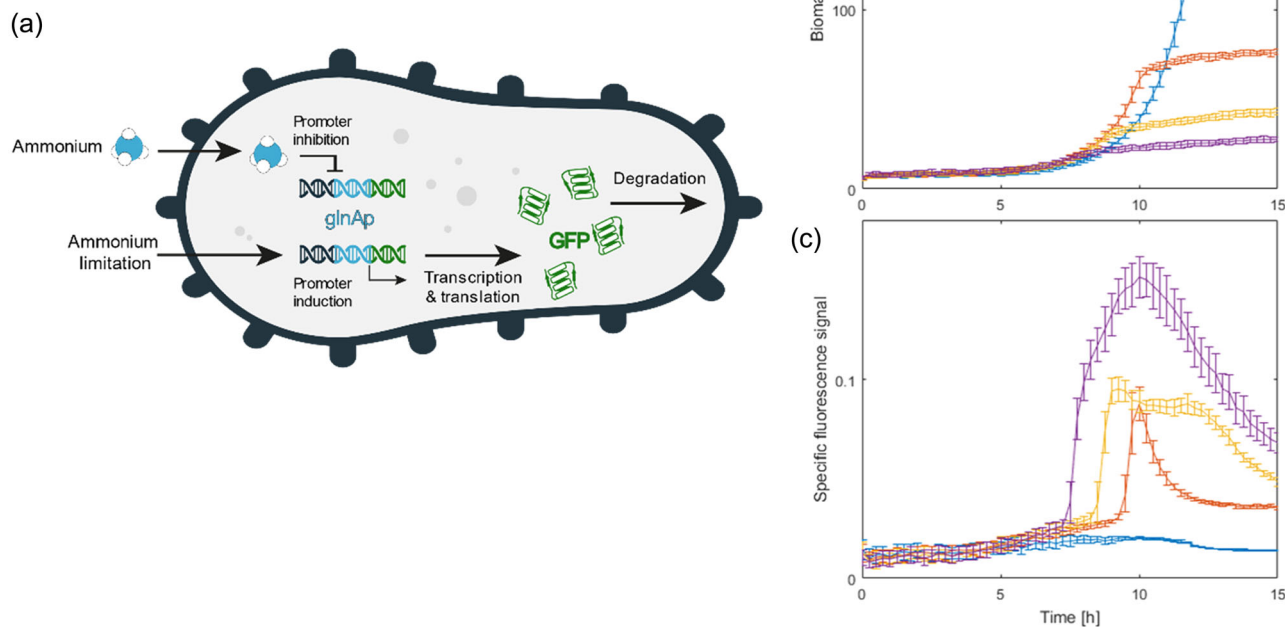 (a)
Ammonium
Promoter
inhibition
glnAp
Ammonium
limitation
Promoter
induction
Transcription
& translation
GFP
Degradation
100
0
0
5
10
15
(c)
Specific fluorescence signal
0.1
0
0
5
10
15
Time [h]